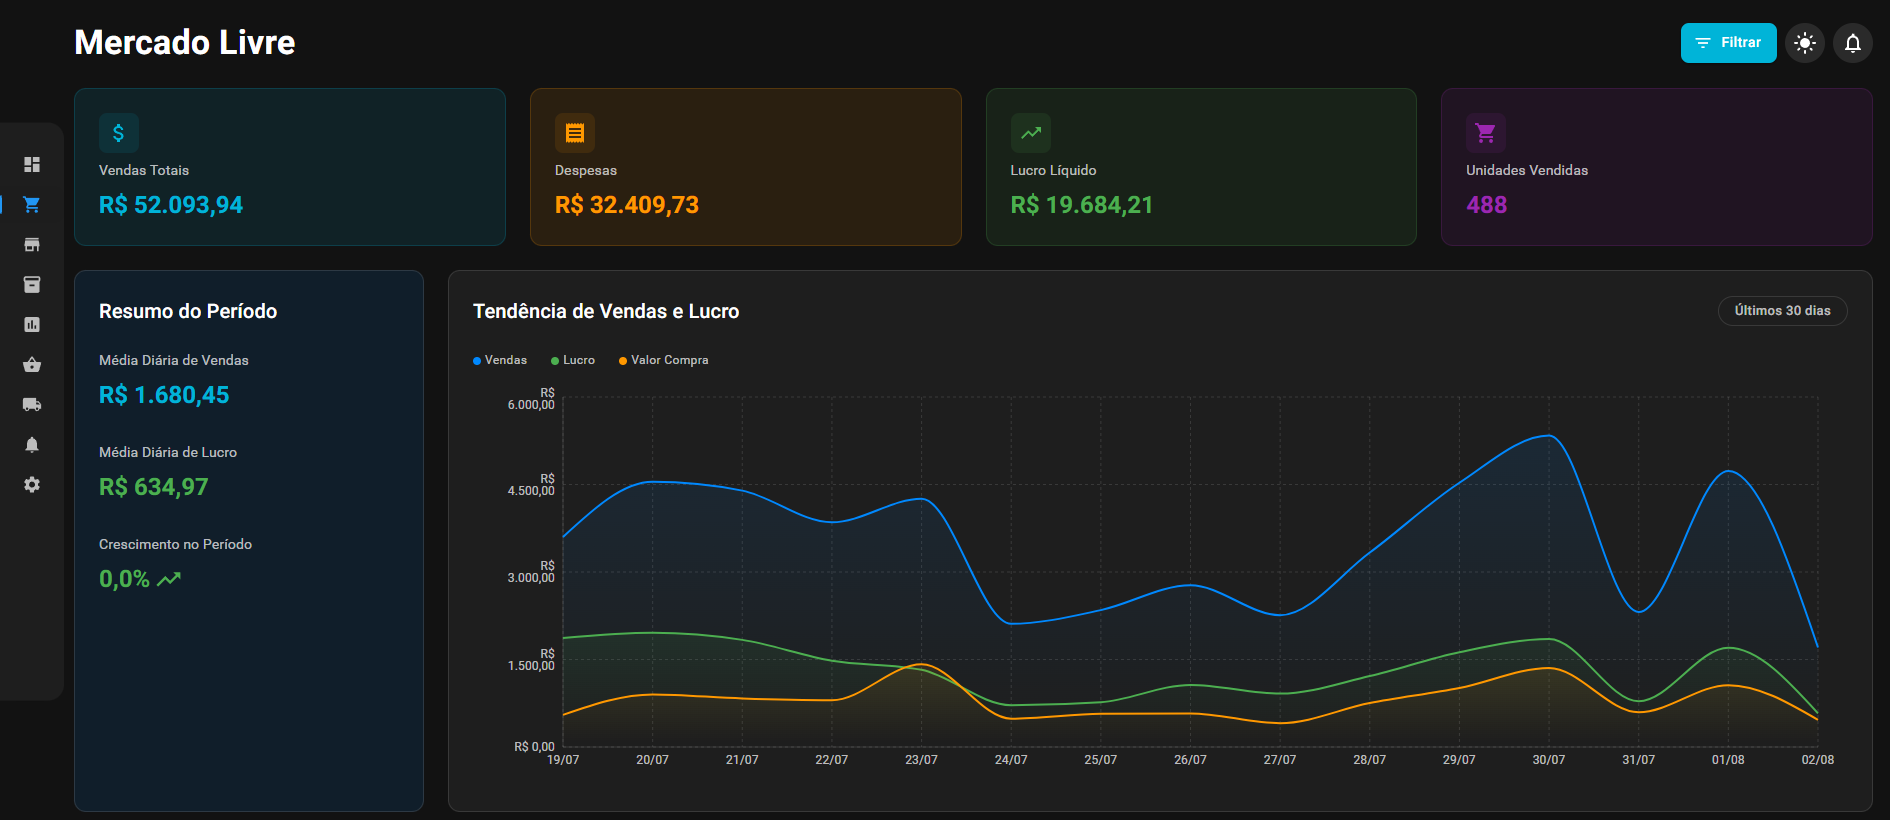 Mercado Livre
Filtrar
Vendas Totais
R$ 52.093,94
Despesas
R$ 32.409,73
Lucro Líquido
R$ 19.684,21
Unidades Vendidas
488
Resumo do Período
Média Diária de Vendas
R$ 1.680,45
Média Diária de Lucro
R$ 634,97
Crescimento no Período
0,0%
Tendência de Vendas e Lucro
Últimos 30 dias
Vendas
Lucro
Valor Compra
R$
6.000,00
R$
4.500,00
R$
3.000,00
R$
1.500,00
R$ 0,00
19/07
20/07
21/07
22/07
23/07
24/07
25/07
26/07
27/07
28/07
29/07
30/07
31/07
01/08
02/08